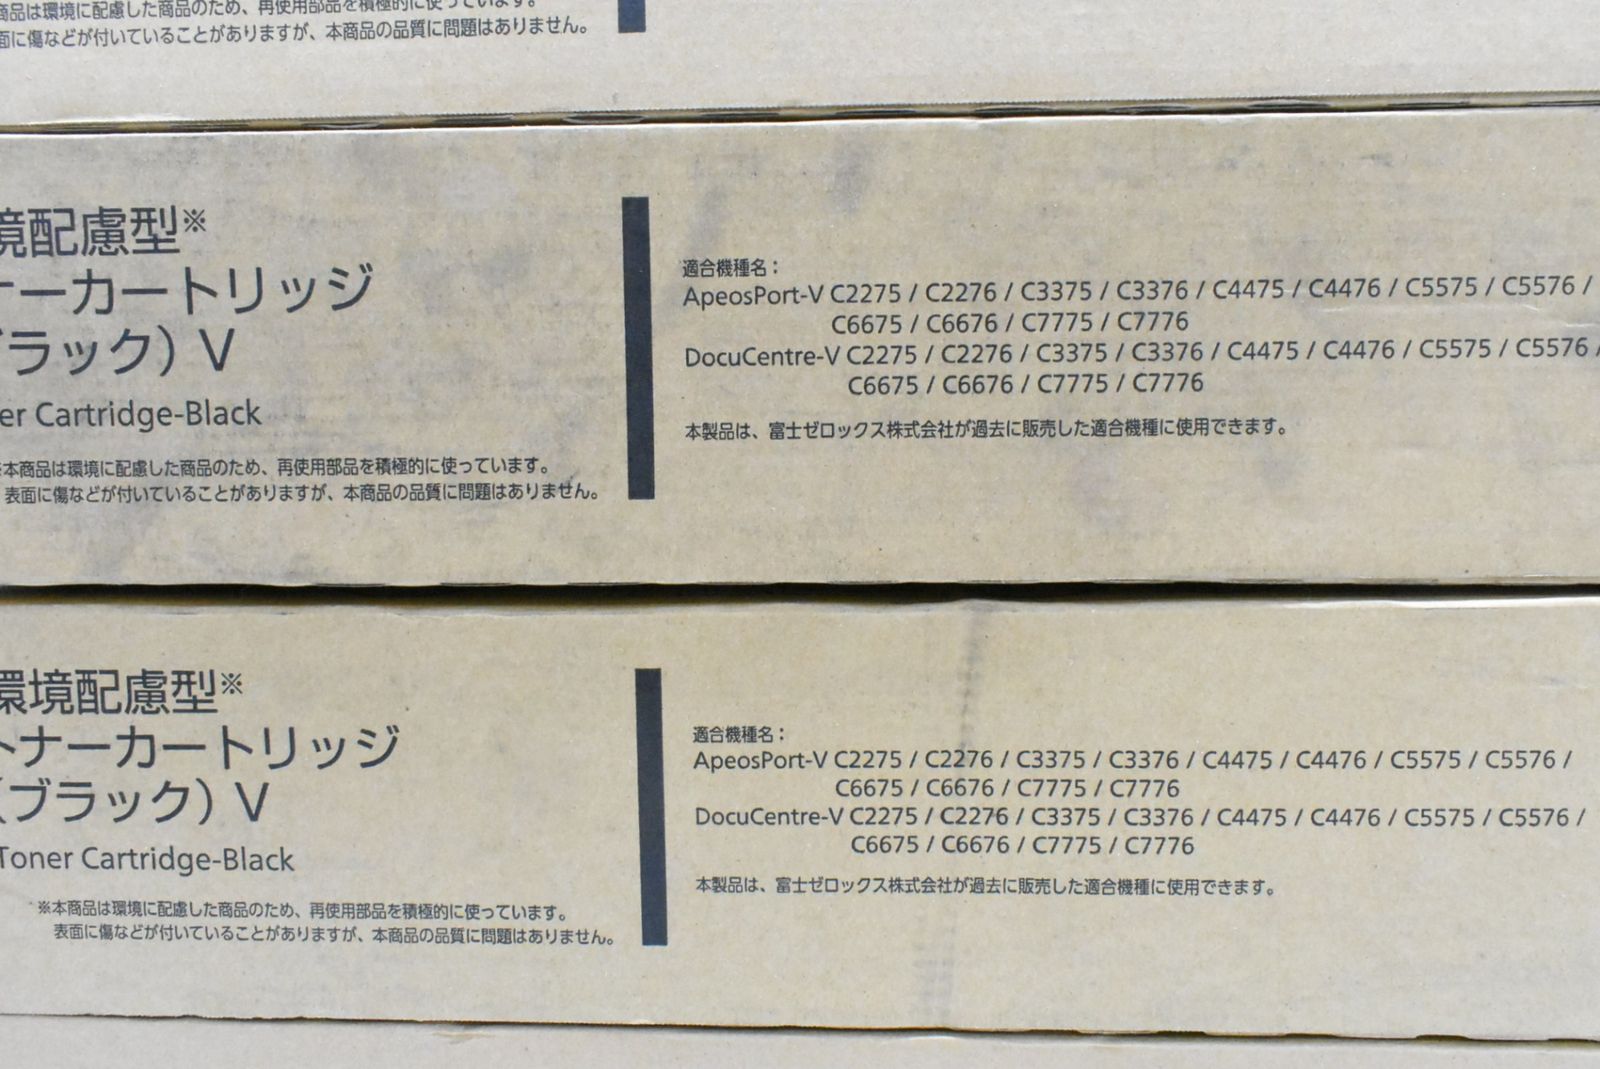 商品は環境に配慮した商品のため、再使用部品を積極的に使っています。
面に傷などが付いていることがありますが、本商品の品質に問題はありません。
境配慮型※
ナーカートリッジ
ブラック) V
er Cartridge-Black
※本商品は環境に配慮した商品のため、再使用部品を積極的に使っています。
表面に傷などが付いていることがありますが、本商品の品質に問題はありません。
適合機種名：
ApeosPort-V C2275 / C2276 / C3375 / C3376 / C4475 / C4476 / C5575 / C5576 /
C6675 / C6676 / C7775 / C7776
DocuCentre-V C2275 / C2276 / C3375 / C3376 / C4475 / C4476 / C5575 / C5576 /
C6675 / C6676 / C7775 / C7776
本製品は、富士ゼロックス株式会社が過去に販売した適合機種に使用できます。
環境配慮型※
トナーカートリッジ
(ブラック) V
Toner Cartridge-Black
※本商品は環境に配慮した商品のため、再使用部品を積極的に使っています。
表面に傷などが付いていることがありますが、本商品の品質に問題はありません。
適合機種名：
ApeosPort-V C2275 / C2276 / C3375 / C3376 / C4475 / C4476 / C5575 / C5576 /
C6675 / C6676 / C7775 / C7776
DocuCentre-V C2275 / C2276 / C3375 / C3376 / C4475 / C4476 / C5575 / C5576 /
C6675 / C6676 / C7775 / C7776
本製品は、富士ゼロックス株式会社が過去に販売した適合機種に使用できます。